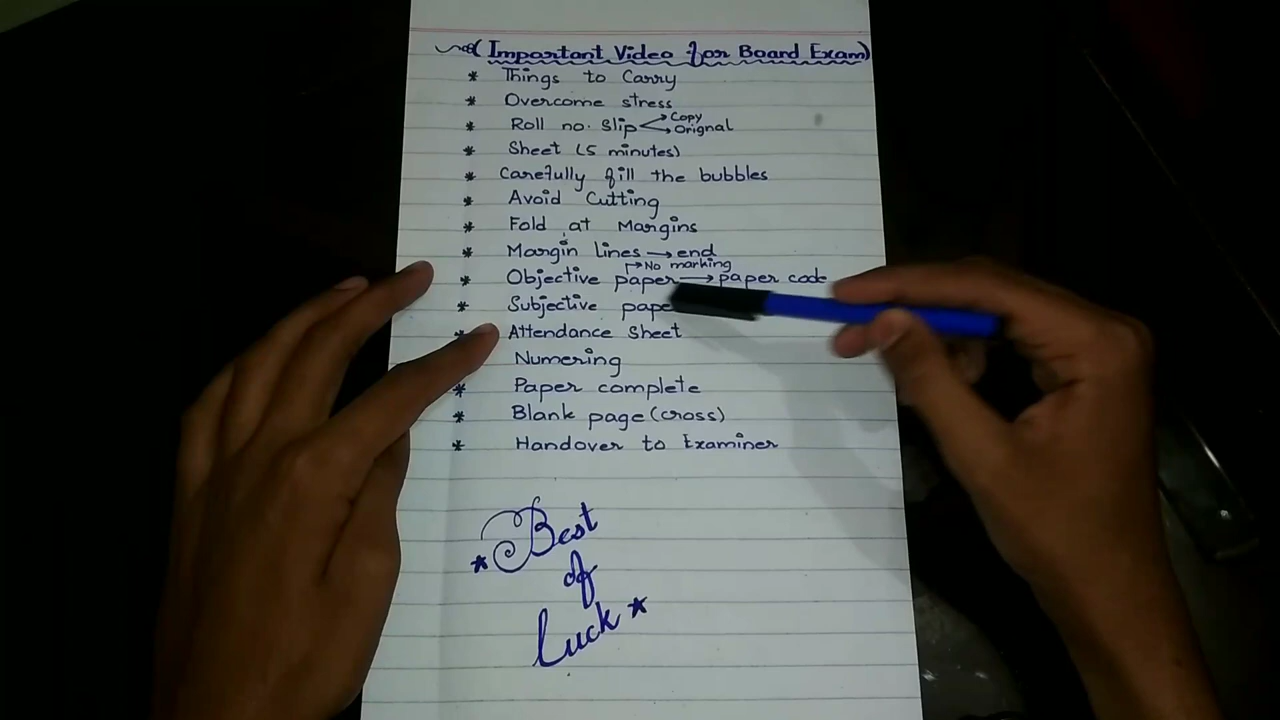 (Important Video for Board Exam)
* Things to Carry
* Overcome stress
* Roll no. Slip → Copy → Orignal
* Sheet (5 minutes)
* Carefully fill the bubbles
* Avoid Cutting
* Fold at Margins
* Margin lines → end
* Objective paper → No marking → paper code
* Subjective
* Attendance Sheet
Numering
* Paper complete
* Blank page (cross)
* Handover to Examiner
* Best
of
Luck *